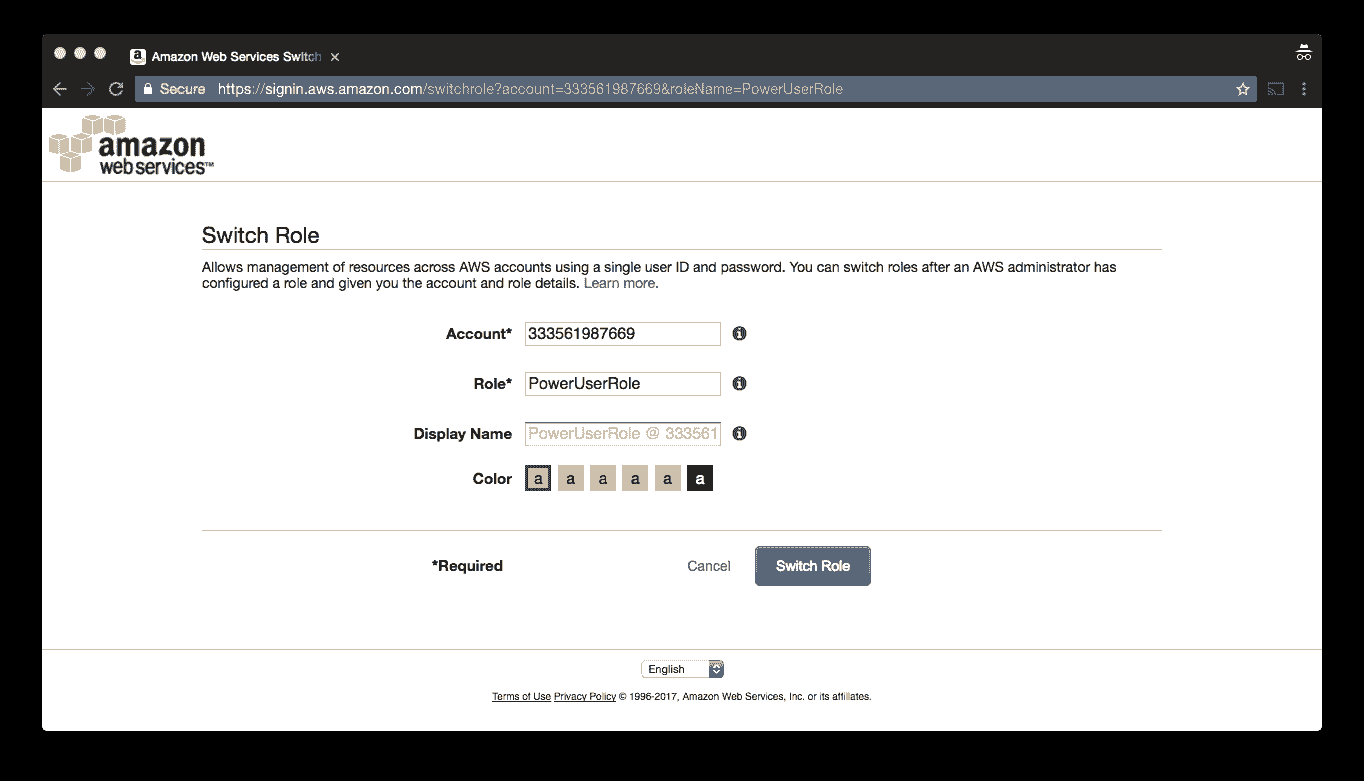 Amazon Web Services Switch
Secure https://signin.aws.amazon.com/switchrole?account=333561987669&roleName=PowerUserRole
amazon
web services™
Switch Role
Allows management of resources across AWS accounts using a single user ID and password. You can switch roles after an AWS administrator has
configured a role and given you the account and role details. Learn more.
Account* 333561987669
Role* PowerUserRole
Display Name PowerUserRole @ 333561
Color a a a a a a
*Required Cancel Switch Role
English
Terms of Use Privacy Policy © 1996-2017, Amazon Web Services, Inc. or its affiliates.